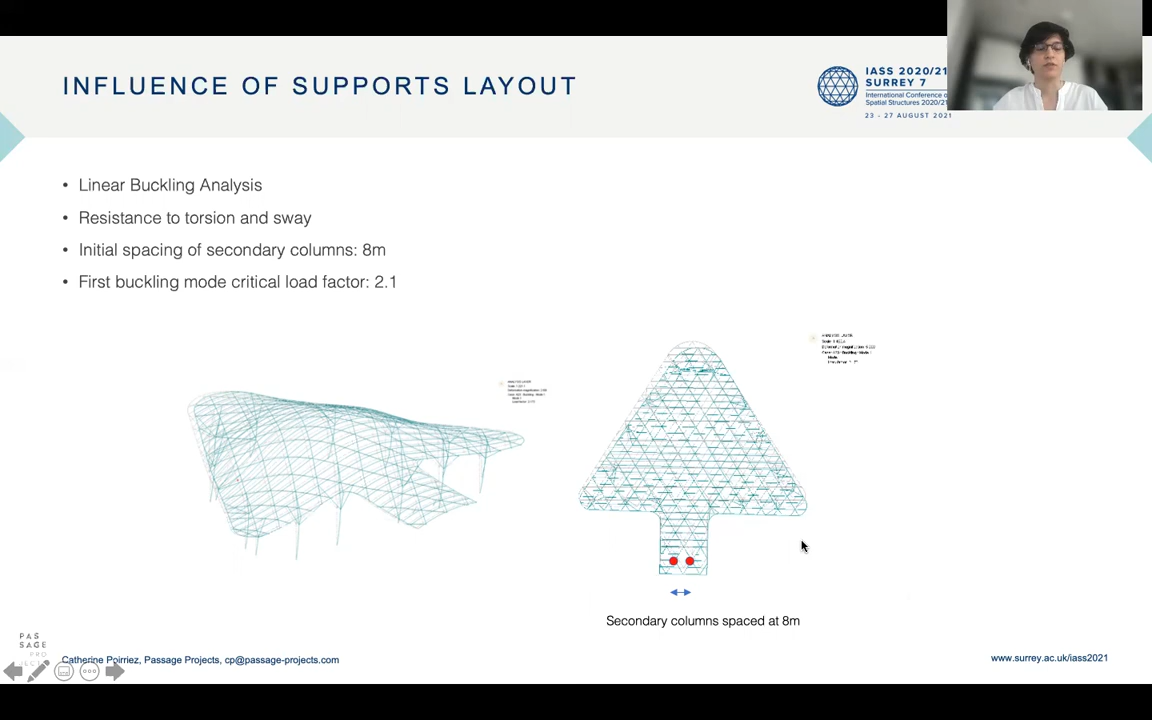 INFLUENCE OF SUPPORTS LAYOUT
IASS 2020/21
SURREY 7
International Conference
Spatial Structures 2020/21
23 - 27 AUGUST 2021
• Linear Buckling Analysis
• Resistance to torsion and sway
• Initial spacing of secondary columns: 8m
• First buckling mode critical load factor: 2.1
Secondary columns spaced at 8m
PAS
SAGE
PRO
Catherine Poirriez, Passage Projects, cp@passage-projects.com
www.surrey.ac.uk/iass2021